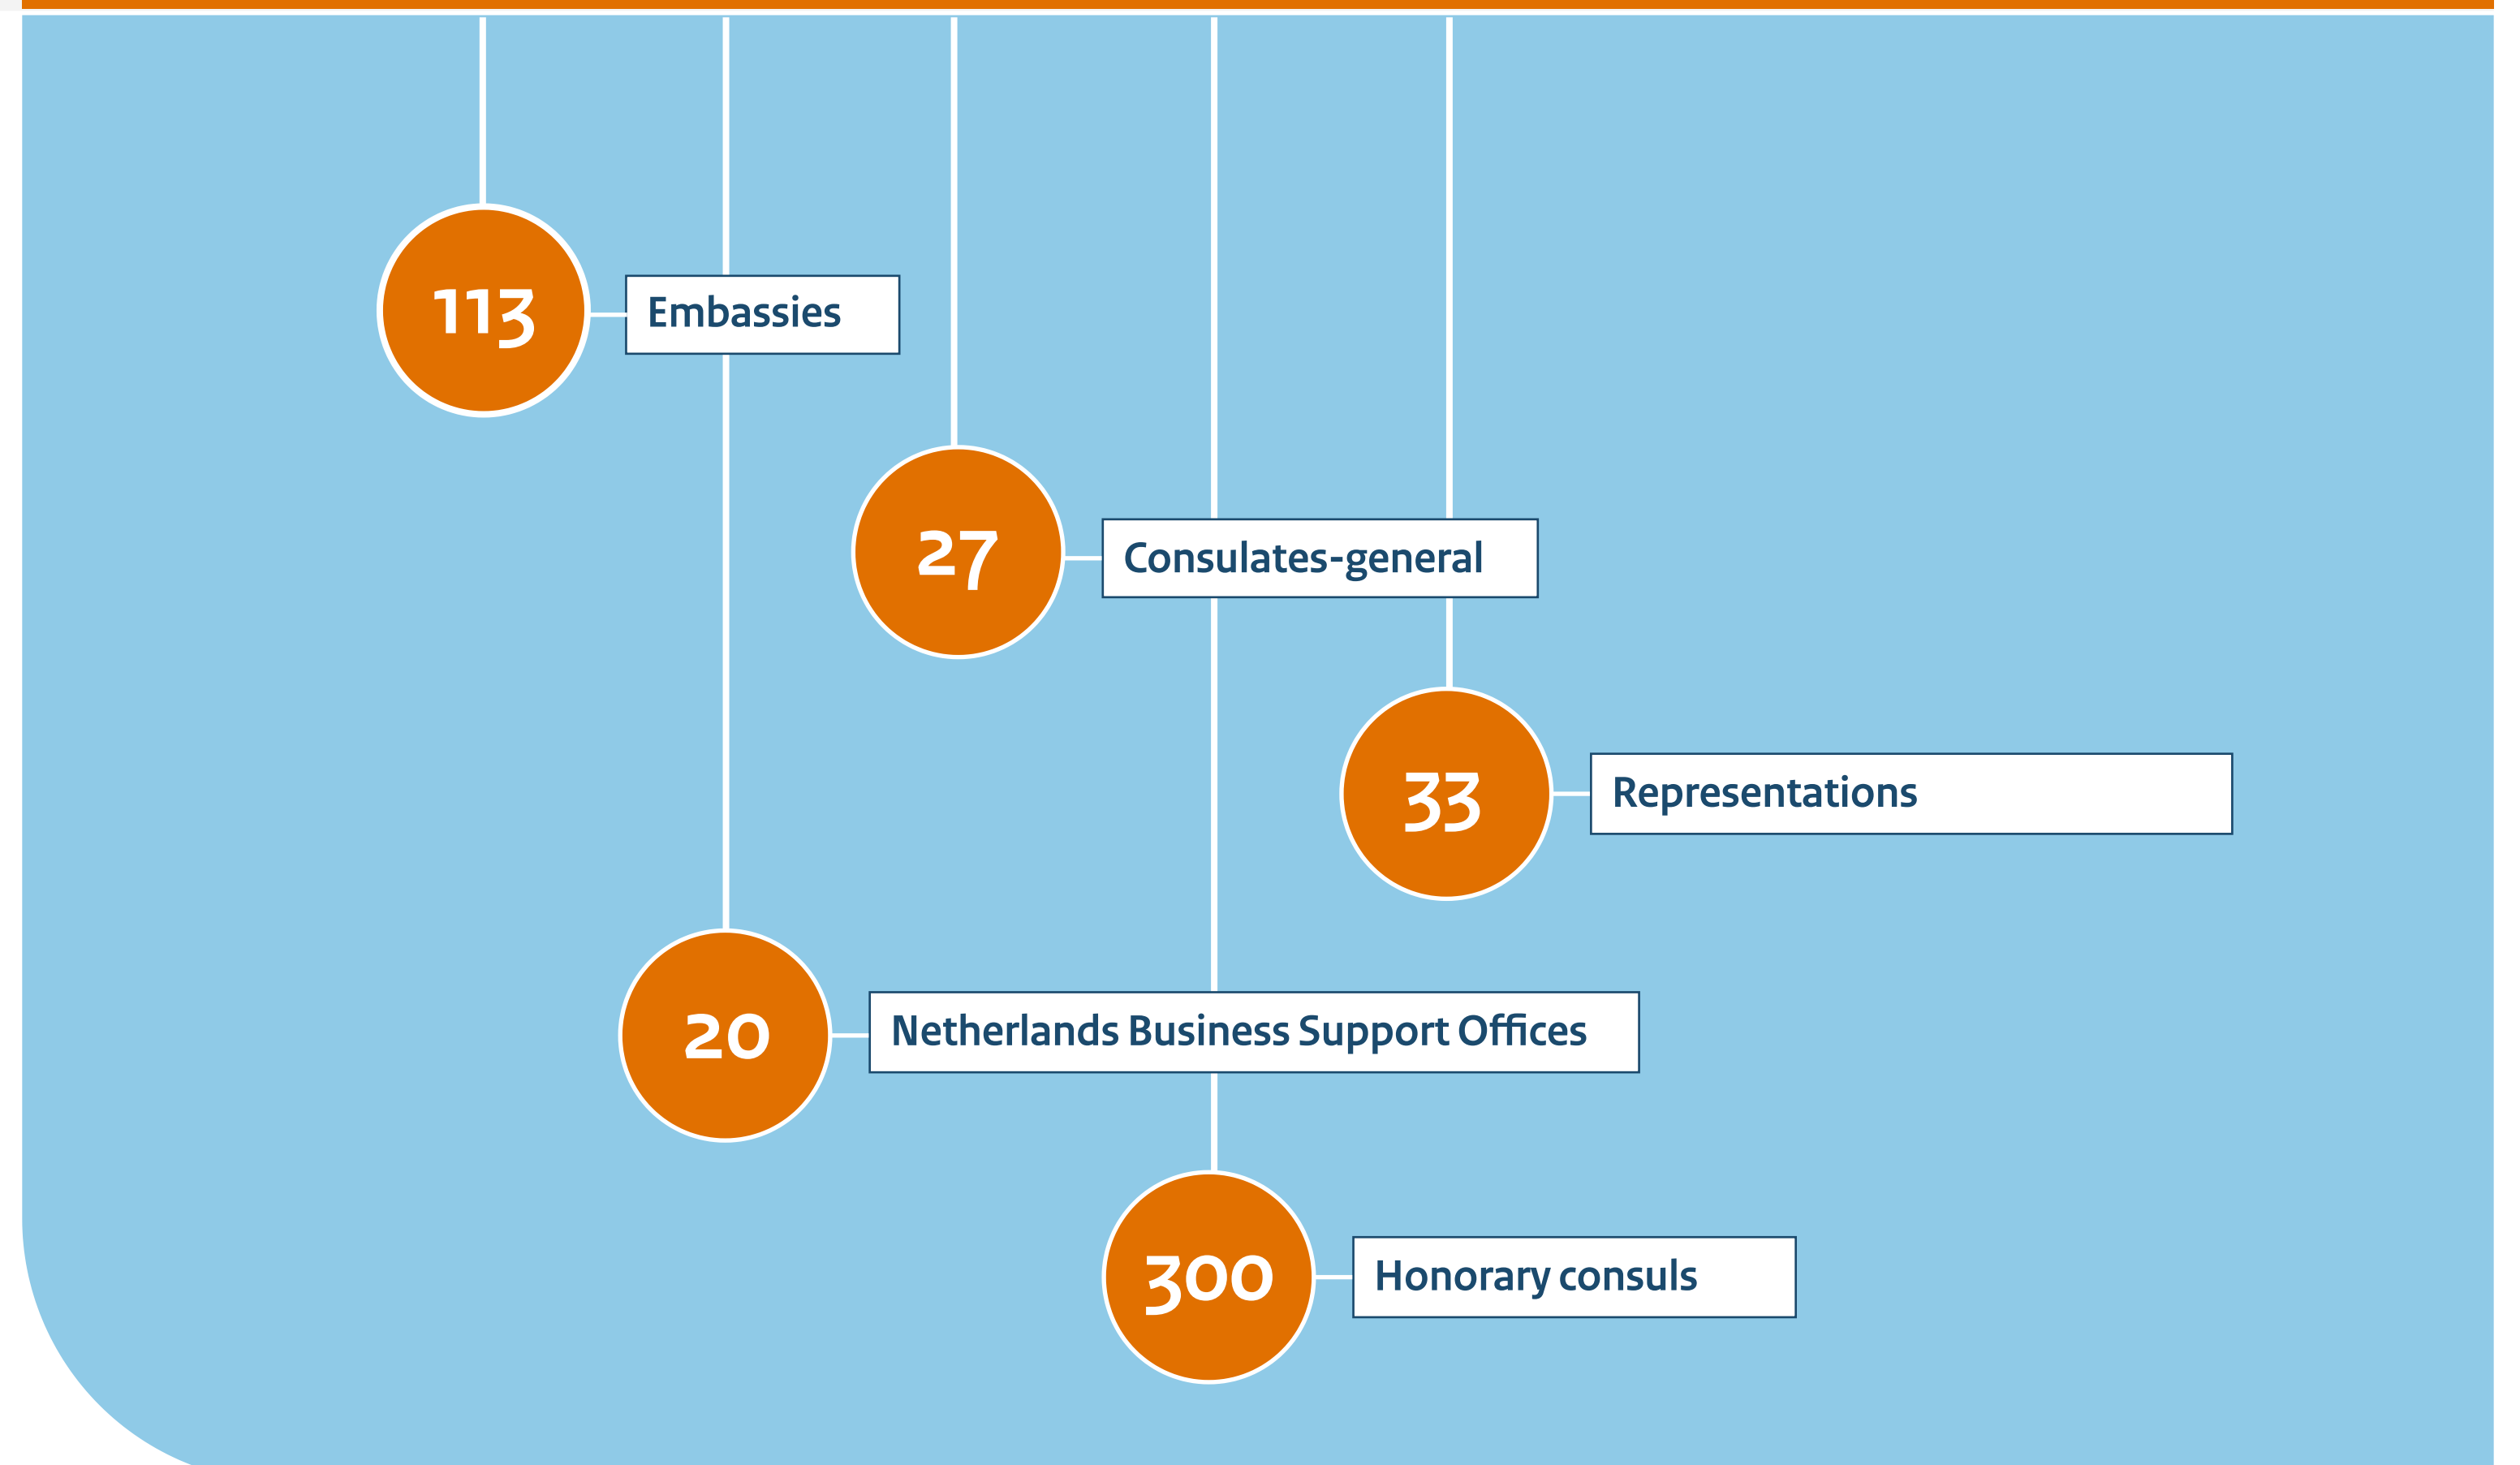 113
Embassies
27
Consulates-general
33
Representations
20
Netherlands Business Support Offices
300
Honorary consuls